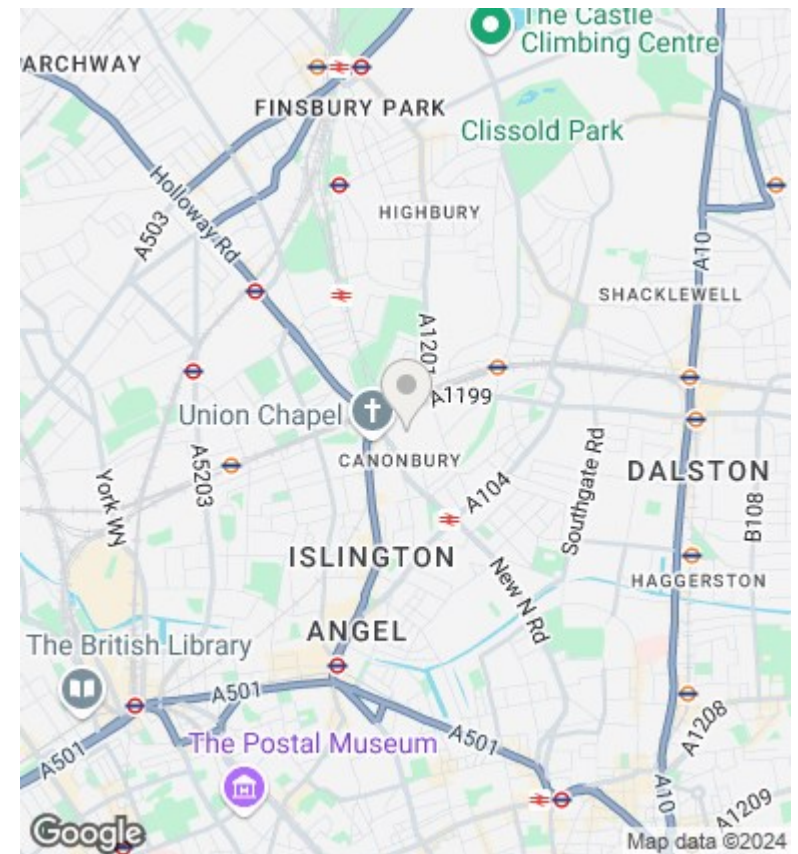 The Castle
Climbing Centre
ARCHWAY
FINSBURY PARK
Clissold Park
Holloway Rd
HIGHBURY
A503
A10
SHACKLEWELL
A1201
A1199
Union Chapel
CANONBURY
A5203
York Wy
A104
Southgate Rd
DALSTON
B108
ISLINGTON
New N Rd
HAGGERSTON
ANGEL
The British Library
A501
A501
A501
The Postal Museum
A1208
A10
A1209
Google
Map data ©2024